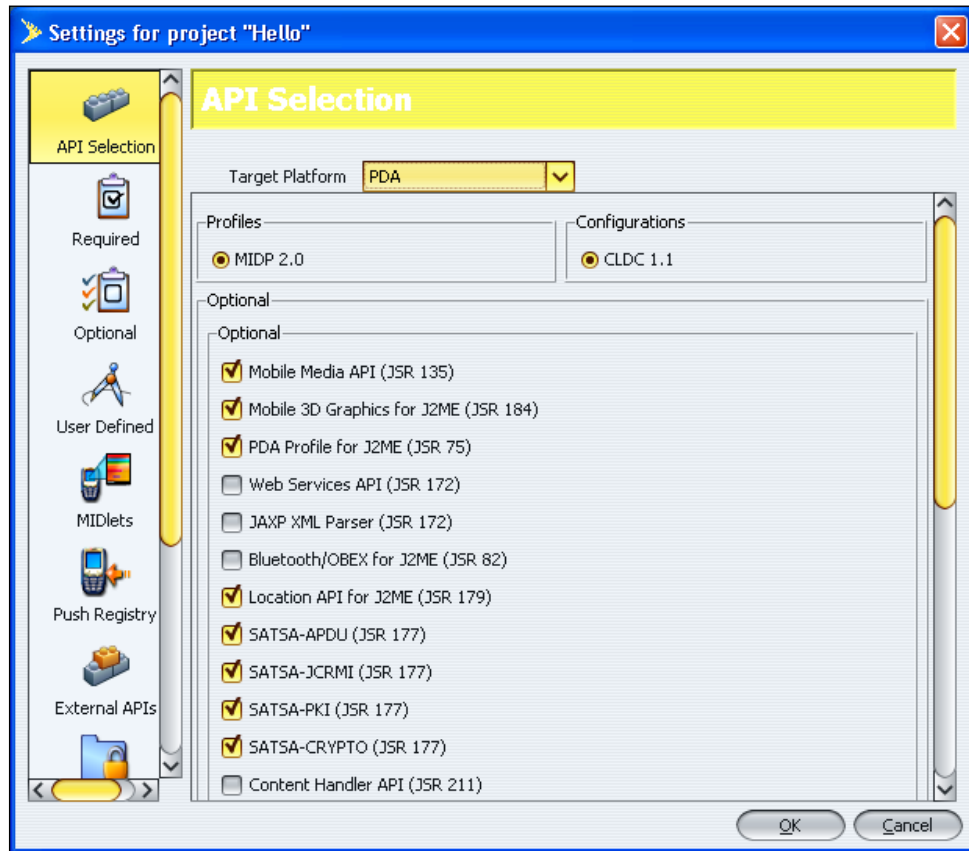 Settings for project "Hello"
API Selection
Required
Optional
User Defined
MIDlets
Push Registry
External APIs
API Selection
Target Platform PDA
Profiles
MIDP 2.0
Configurations
CLDC 1.1
Optional
Optional
Mobile Media API (JSR 135)
Mobile 3D Graphics for J2ME (JSR 184)
PDA Profile for J2ME (JSR 75)
Web Services API (JSR 172)
JAXP XML Parser (JSR 172)
Bluetooth/OBEX for J2ME (JSR 82)
Location API for J2ME (JSR 179)
SATSA-APDU (JSR 177)
SATSA-JCRMI (JSR 177)
SATSA-PKI (JSR 177)
SATSA-CRYPTO (JSR 177)
Content Handler API (JSR 211)
OK Cancel